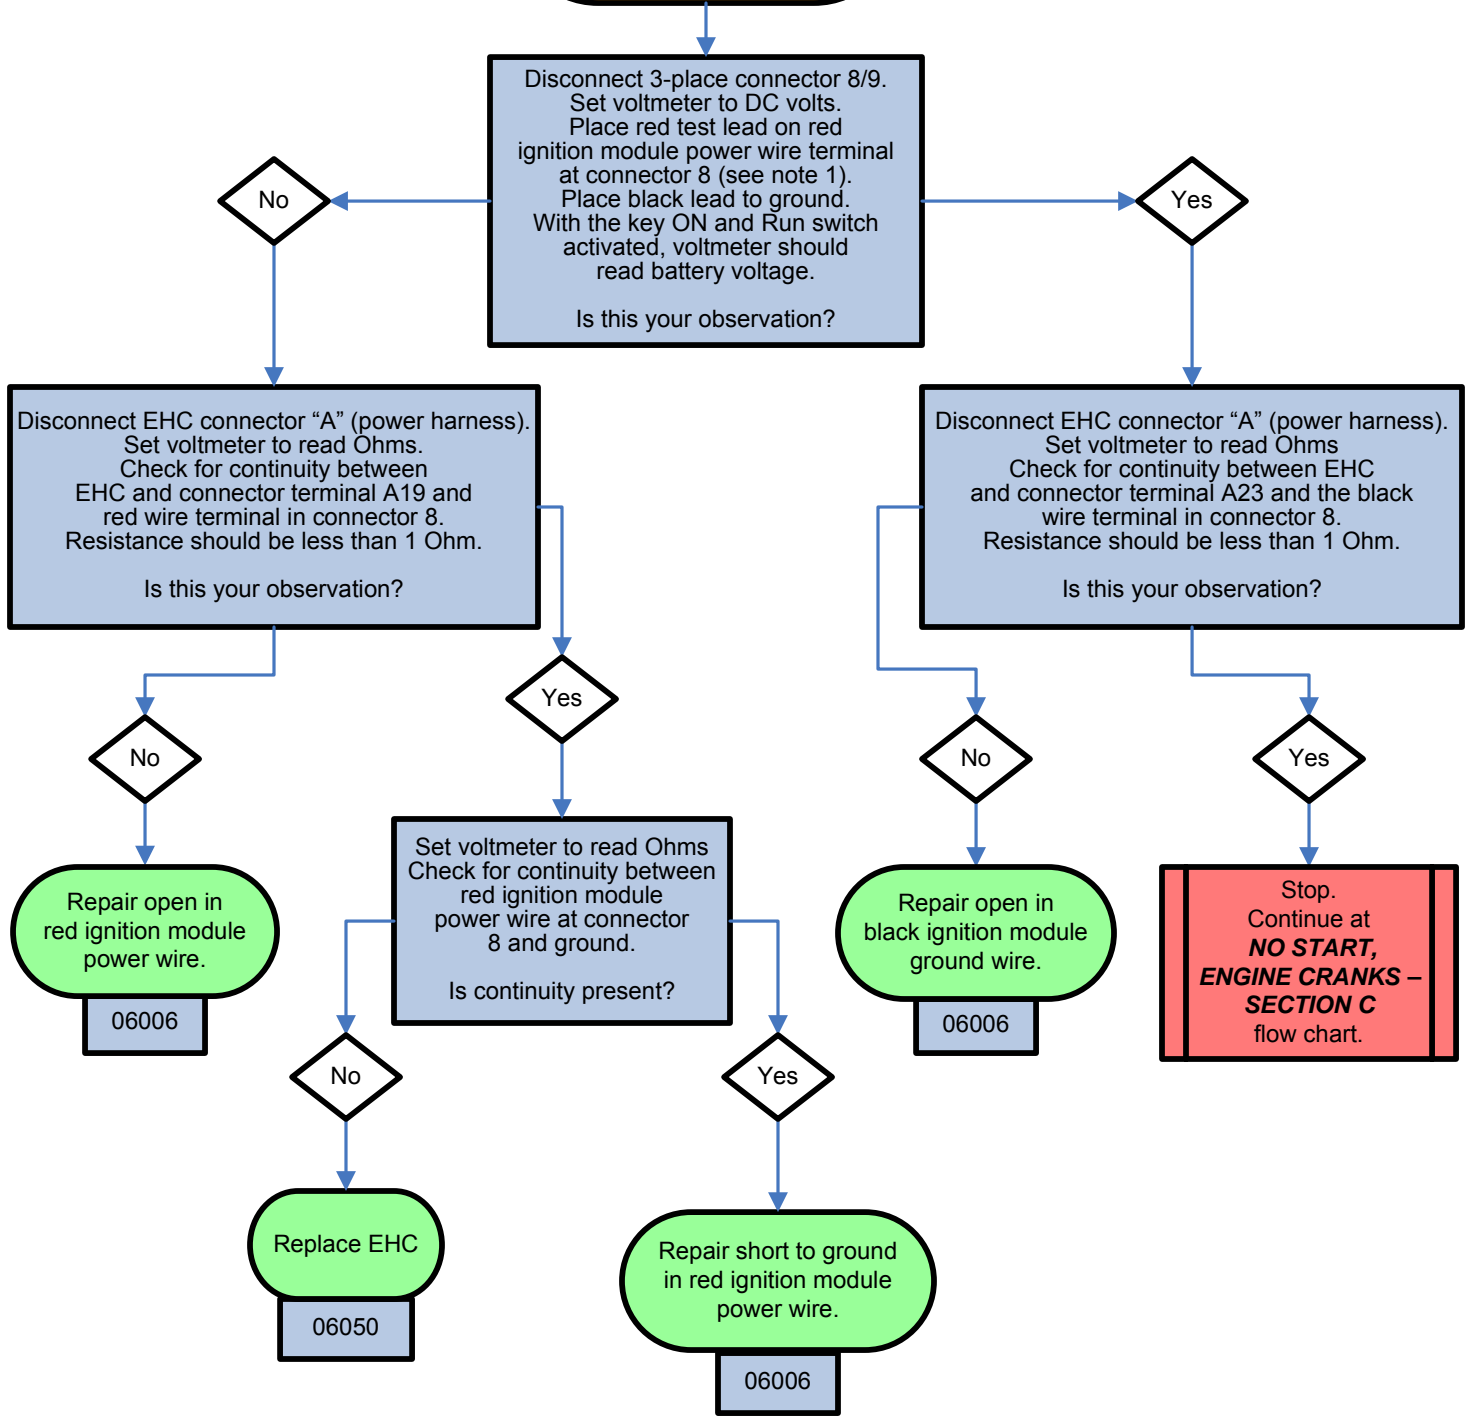 Disconnect 3-place connector 8/9.
Set voltmeter to DC volts.
Place red test lead on red
ignition module power wire terminal
at connector 8 (see note 1).
Place black lead to ground.
With the key ON and Run switch
activated, voltmeter should
read battery voltage.
Is this your observation?
No
Yes
Disconnect EHC connector “A” (power harness).
Set voltmeter to read Ohms.
Check for continuity between
EHC and connector terminal A19 and
red wire terminal in connector 8.
Resistance should be less than 1 Ohm.
Is this your observation?
Disconnect EHC connector “A” (power harness).
Set voltmeter to read Ohms
Check for continuity between EHC
and connector terminal A23 and the black
wire terminal in connector 8.
Resistance should be less than 1 Ohm.
Is this your observation?
No
Yes
No
Yes
Repair open in
red ignition module
power wire.
06006
Set voltmeter to read Ohms
Check for continuity between
red ignition module
power wire at connector
8 and ground.
Is continuity present?
Repair open in
black ignition module
ground wire.
06006
Stop.
Continue at
NO START,
ENGINE CRANKS –
SECTION C
flow chart.
No
Yes
Replace EHC
06050
Repair short to ground
in red ignition module
power wire.
06006